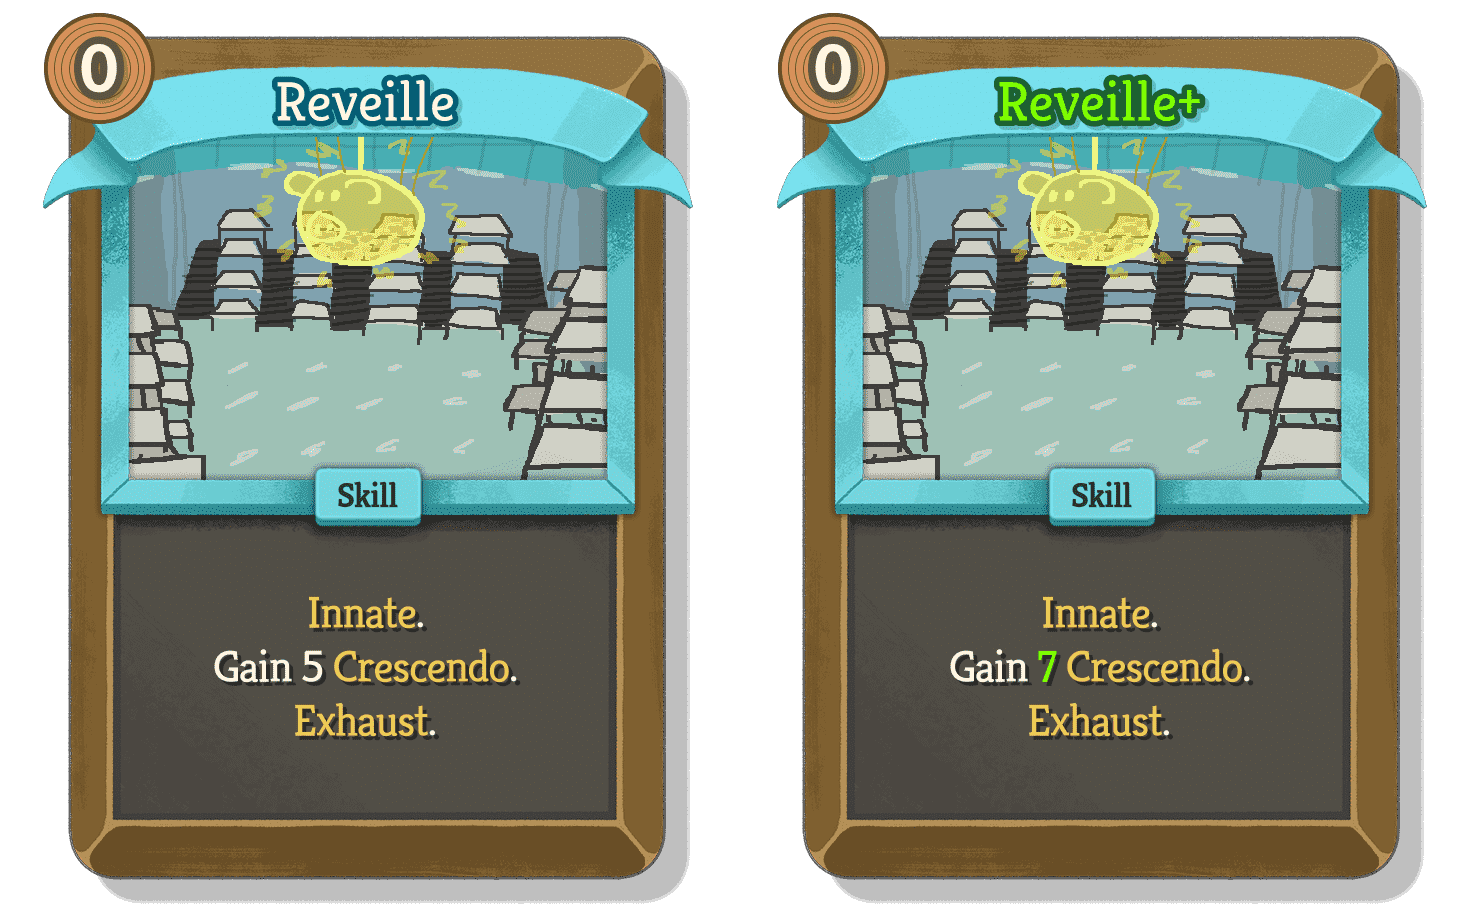 0
Reveille
Skill
Innate.
Gain 5 Crescendo.
Exhaust.
0
Reveille+
Skill
Innate.
Gain 7 Crescendo.
Exhaust.